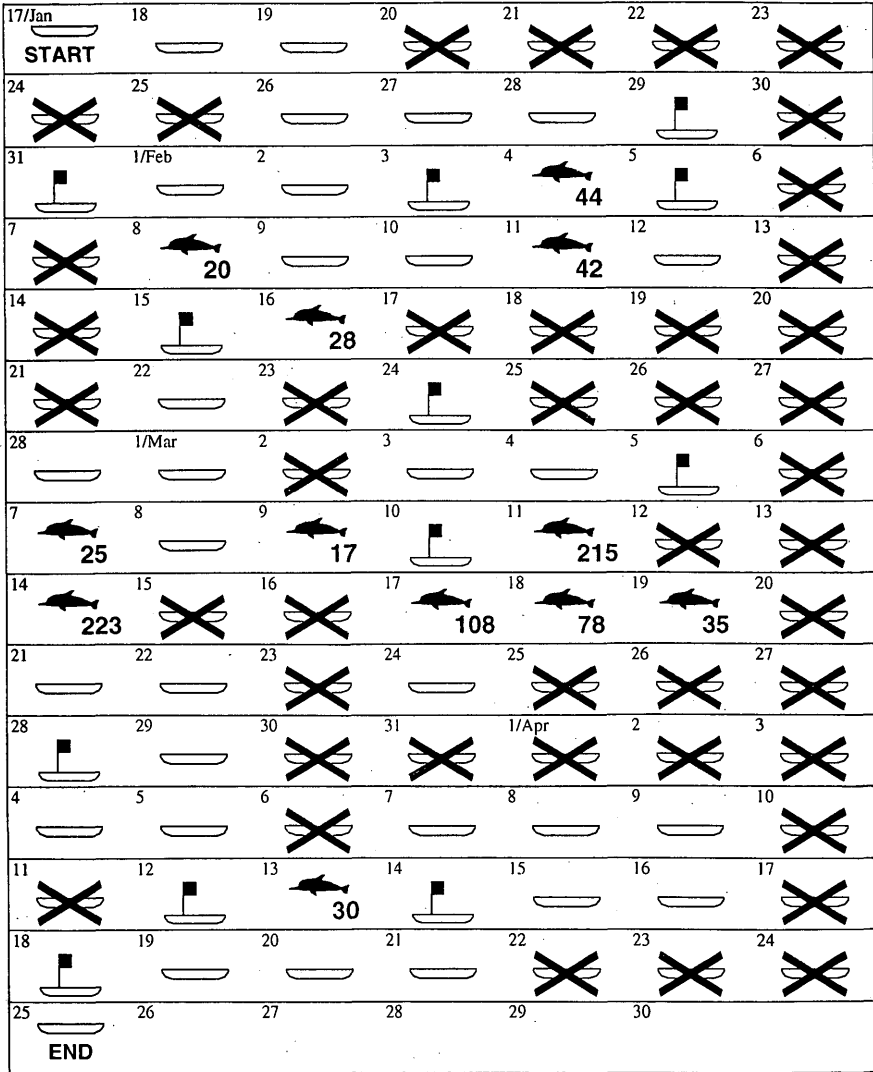 17/Jan 18 19 20 21 22 23
START
24 25 26 27 28 29 30
31 1/Feb 2 3 4 5 6
44
7 8 9 10 11 12 13
20 42
14 15 16 17 18 19 20
28
21 22 23 24 25 26 27
28 1/Mar 2 3 4 5 6
7 8 9 10 11 12 13
25 17 215
14 15 16 17 18 19 20
223 108 78 35
21 22 23 24 25 26 27
28 29 30 31 1/Apr 2 3
4 5 6 7 8 9 10
11 12 13 14 15 16 17
30
18 19 20 21 22 23 24
25 26 27 28 29 30
END